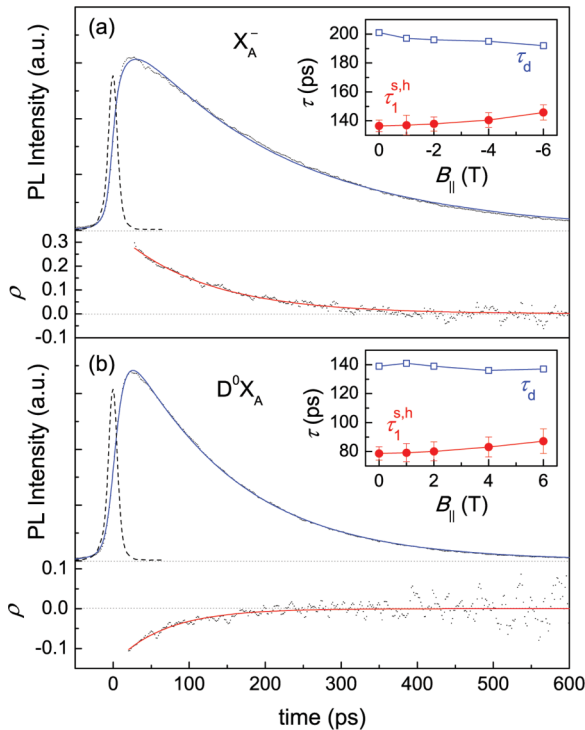 (a)
X_A^-
PL Intensity (a.u.)
200
180
160
140
τ (ps)
τ_d
τ_1^{s,h}
0 -2 -4 -6
B_|| (T)
0.3
0.2
0.1
0.0
-0.1
ρ
(b)
D^0X_A
PL Intensity (a.u.)
140
120
100
80
τ (ps)
τ_d
τ_1^{s,h}
0 2 4 6
B_|| (T)
0.1
0.0
-0.1
ρ
0 100 200 300 400 500 600
time (ps)